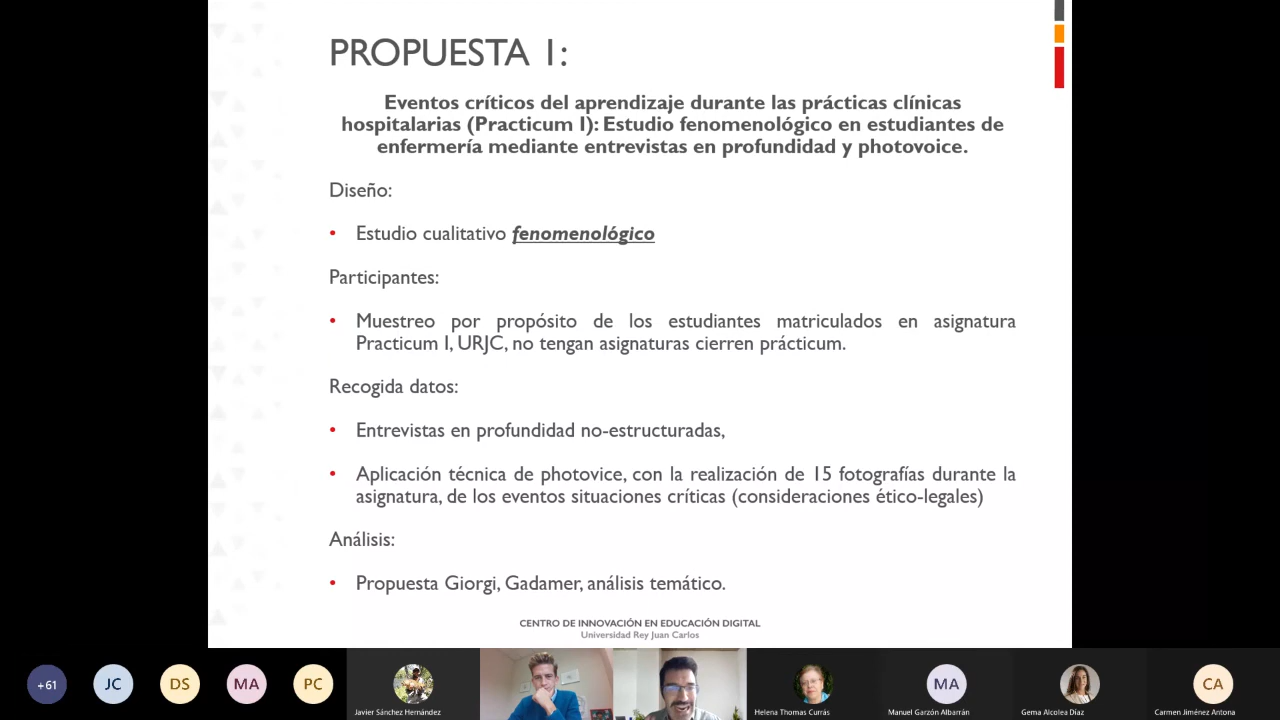 PROPUESTA 1:
Eventos críticos del aprendizaje durante las prácticas clínicas
hospitalarias (Practicum I): Estudio fenomenológico en estudiantes de
enfermería mediante entrevistas en profundidad y photovoice.
Diseño:
• Estudio cualitativo fenomenológico
Participantes:
• Muestreo por propósito de los estudiantes matriculados en asignatura
Practicum I, URJC, no tengan asignaturas cierren prácticum.
Recogida datos:
• Entrevistas en profundidad no-estructuradas,
• Aplicación técnica de photovice, con la realización de 15 fotografías durante la
asignatura, de los eventos situaciones críticas (consideraciones ético-legales)
Análisis:
• Propuesta Giorgi, Gadamer, análisis temático.
CENTRO DE INNOVACIÓN EN EDUCACIÓN DIGITAL
Universidad Rey Juan Carlos
+61 JC DS MA PC MA CA
Javier Sánchez Hernández Helena Thomas Currás Manuel Garzón Albarrán Gema Alcolea Díaz Carmen Jiménez Antona